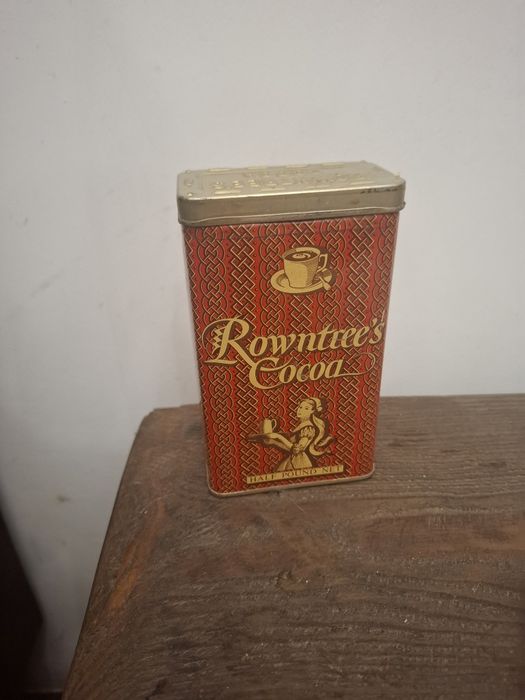 Rowntree's
Cocoa
HALF POUND NET